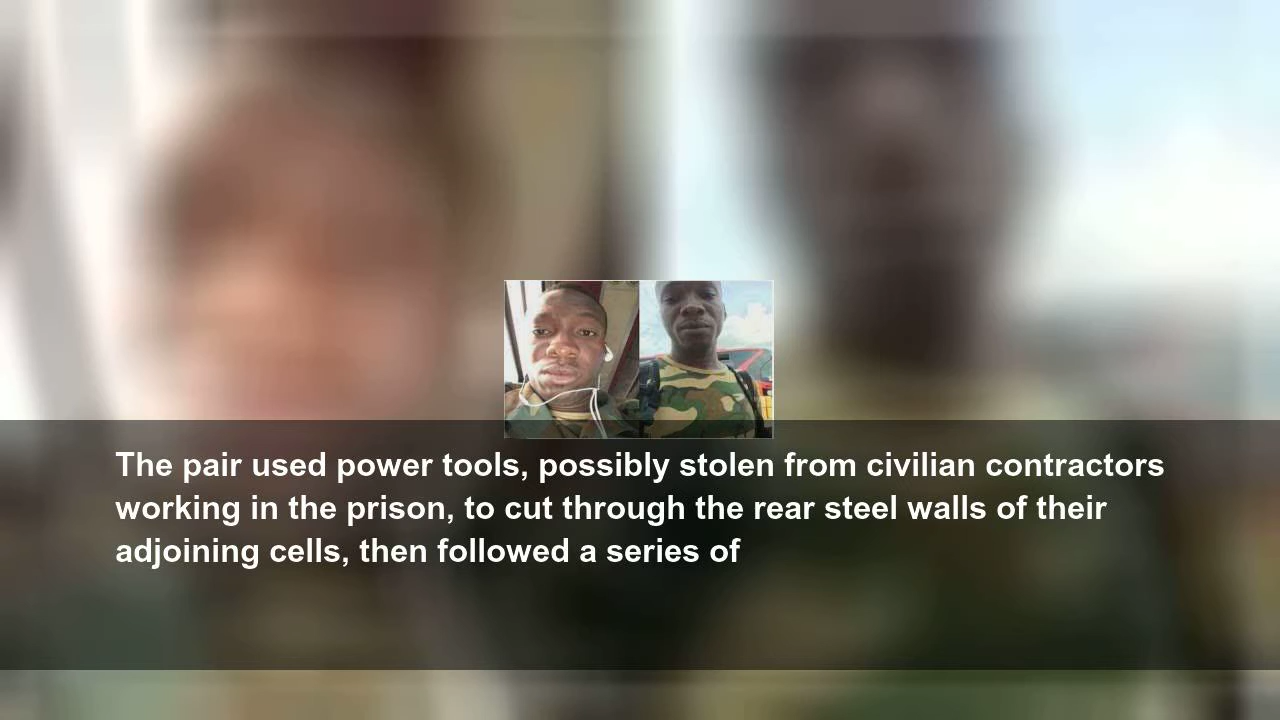 The pair used power tools, possibly stolen from civilian contractors
working in the prison, to cut through the rear steel walls of their
adjoining cells, then followed a series of